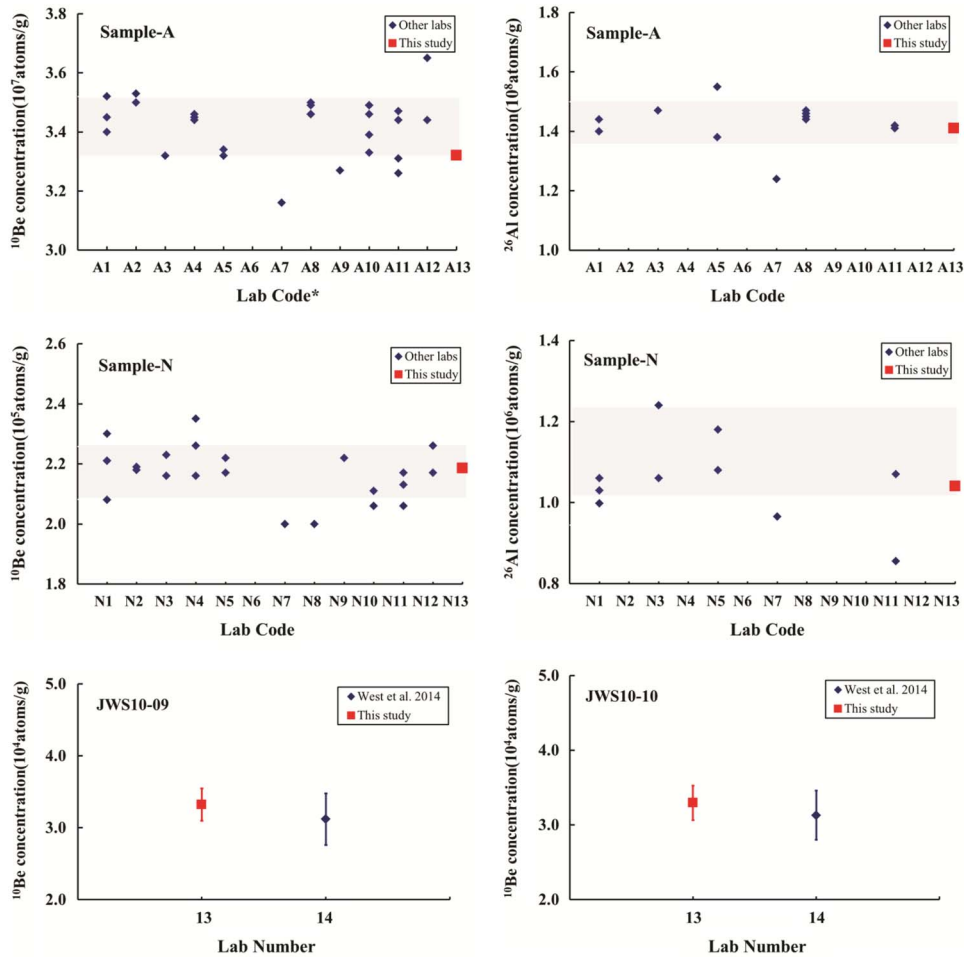 Sample-A
Other labs
This study
¹⁰Be concentration(10⁷atoms/g)
3.8
3.6
3.4
3.2
3.0
A1 A2 A3 A4 A5 A6 A7 A8 A9 A10 A11 A12 A13
Lab Code*
Sample-A
Other labs
This study
²⁶Al concentration(10⁸atoms/g)
1.8
1.6
1.4
1.2
1.0
A1 A2 A3 A4 A5 A6 A7 A8 A9 A10 A11 A12 A13
Lab Code
Sample-N
Other labs
This study
¹⁰Be concentration(10⁵atoms/g)
2.6
2.4
2.2
2.0
1.8
N1 N2 N3 N4 N5 N6 N7 N8 N9 N10 N11 N12 N13
Lab Code
Sample-N
Other labs
This study
²⁶Al concentration(10⁶atoms/g)
1.4
1.2
1.0
0.8
N1 N2 N3 N4 N5 N6 N7 N8 N9 N10 N11 N12 N13
Lab Code
JWS10-09
West et al. 2014
This study
¹⁰Be concentration(10⁴atoms/g)
5.0
4.0
3.0
2.0
13 14
Lab Number
JWS10-10
West et al. 2014
This study
¹⁰Be concentration(10⁴atoms/g)
5.0
4.0
3.0
2.0
13 14
Lab Number